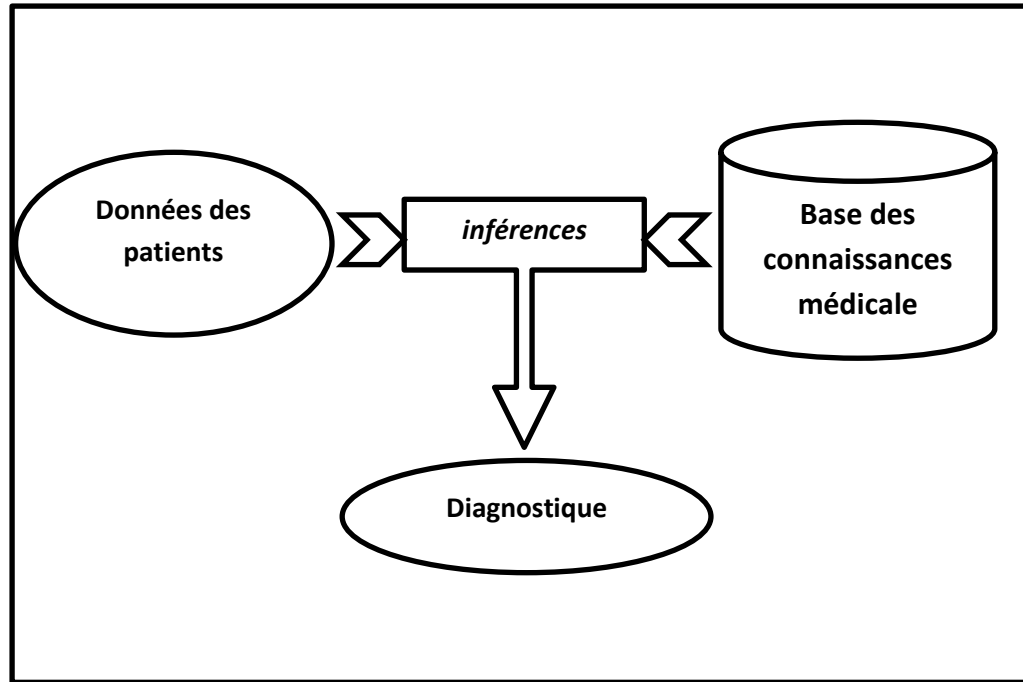 Données des
patients
inférences
Base des
connaissances
médicale
Diagnostique